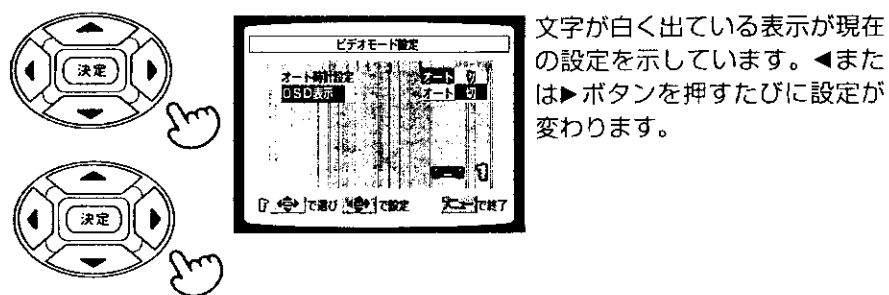 決定
決定
ビデオモード設定
オート時計設定 オート 切
OSD表示 オート 切
で選び で設定 メニューで終了
文字が白く出ている表示が現在
の設定を示しています。◀また
は▶ボタンを押すたびに設定が
変わります。